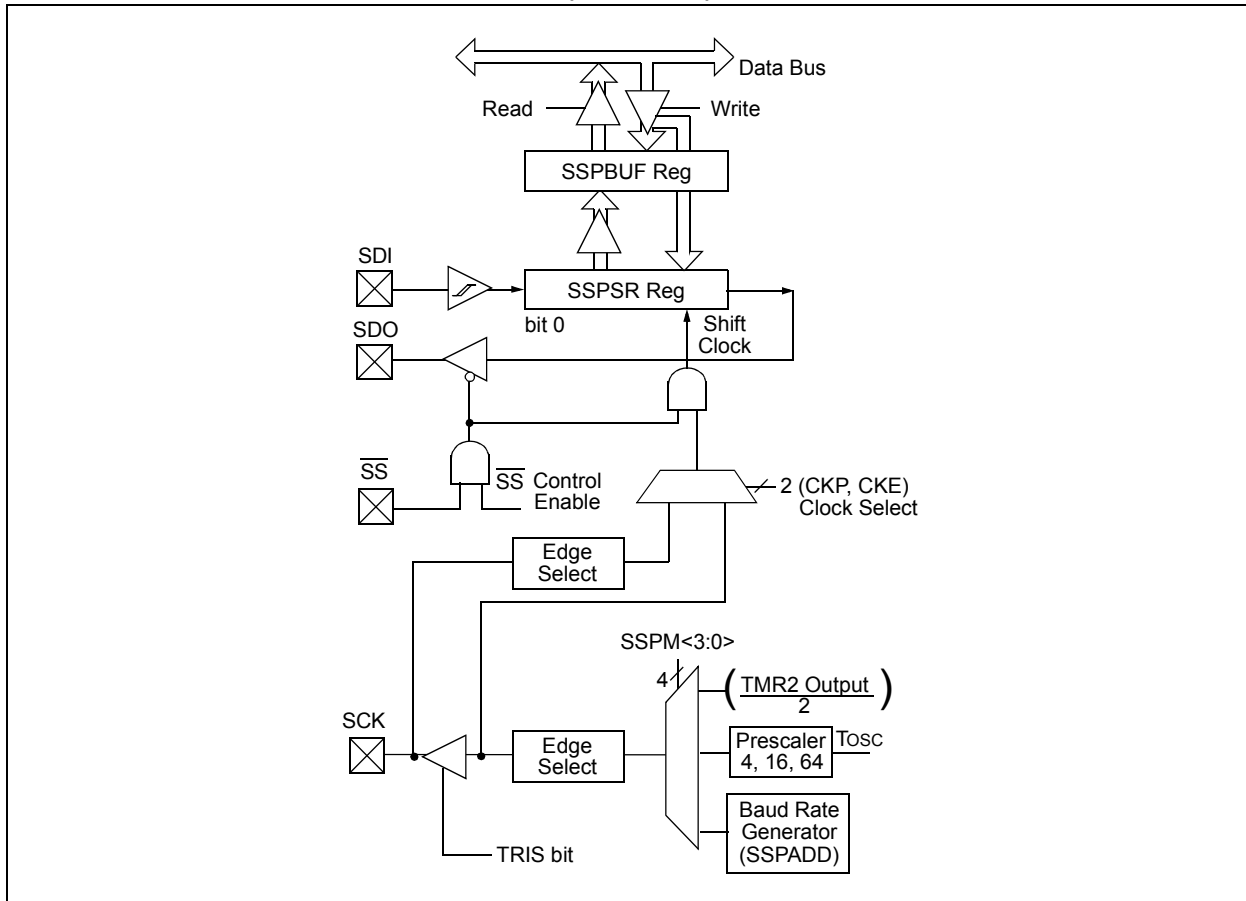 Data Bus
Read
Write
SSPBUF Reg
SDI
SSPSR Reg
bit 0
Shift
Clock
SDO
SS
SS Control
Enable
2 (CKP, CKE)
Clock Select
Edge
Select
SSPM<3:0>
4
(TMR2 Output
2)
SCK
Edge
Select
Prescaler
4, 16, 64
TOSC
Baud Rate
Generator
(SSPADD)
TRIS bit